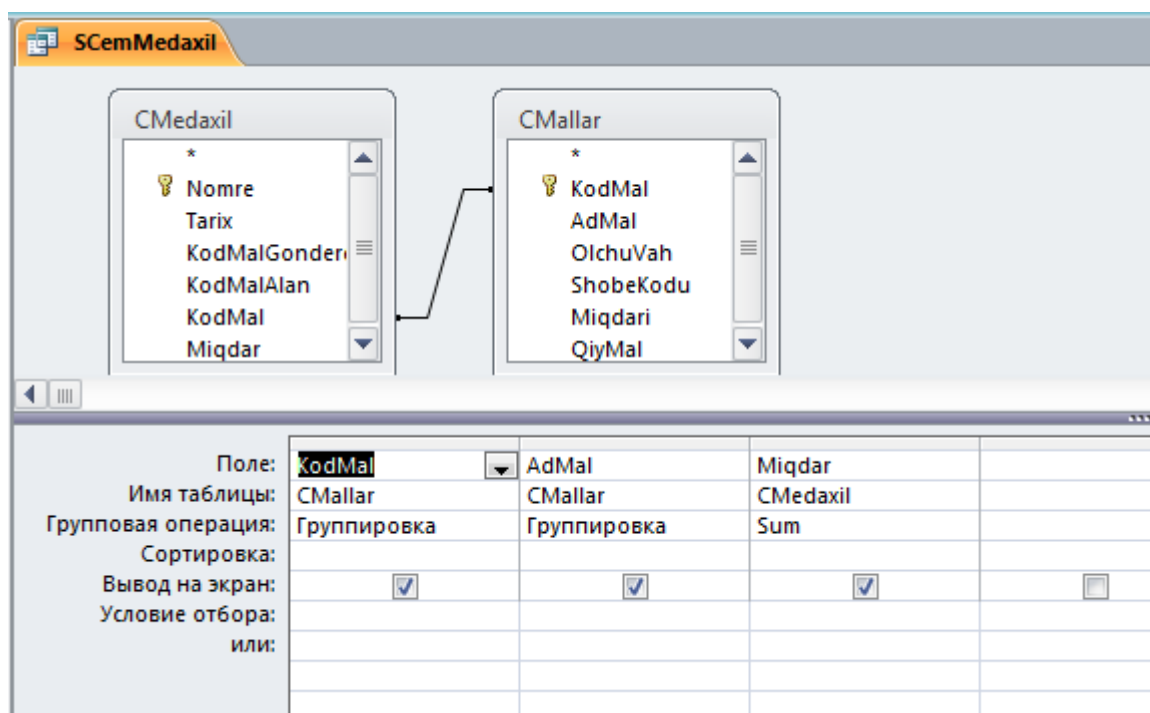 SCemMedaxil
CMedaxil
*
Nomre
Tarix
KodMalGonder
KodMalAlan
KodMal
Miqdar
CMallar
*
KodMal
AdMal
OlchuVah
ShobeKodu
Miqdari
QiyMal
Поле: KodMal AdMal Miqdar
Имя таблицы: CMallar CMallar CMedaxil
Групповая операция: Группировка Группировка Sum
Сортировка:
Вывод на экран:
Условие отбора:
или: